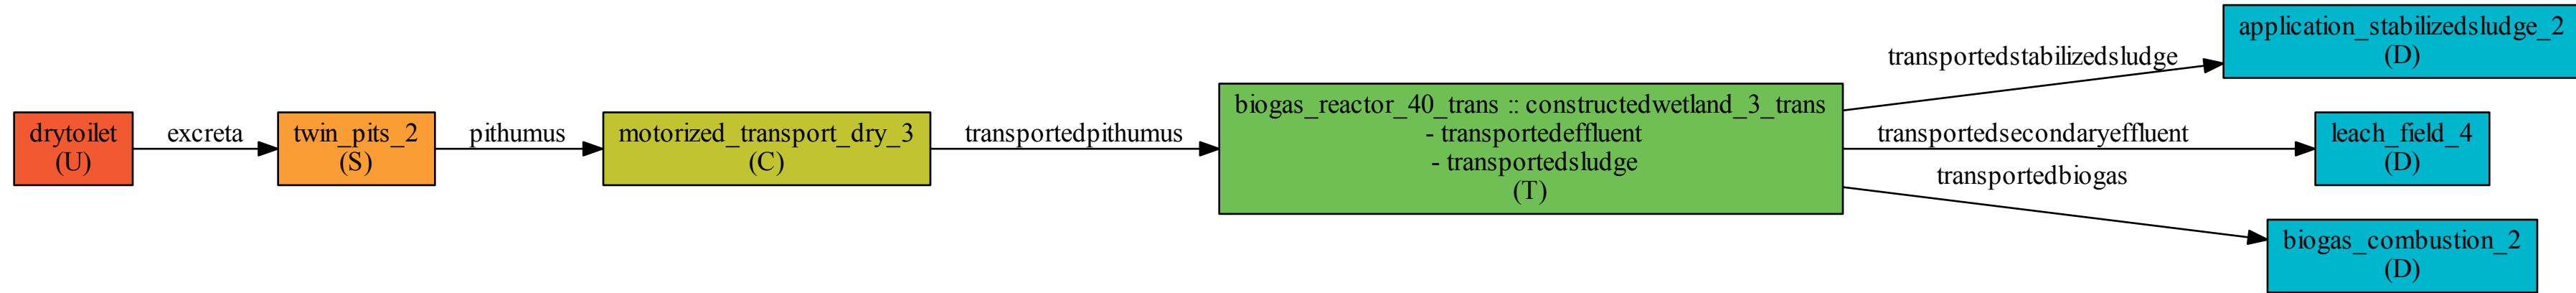 drytoilet
(U)
excreta
twin_pits_2
(S)
pithumus
motorized_transport_dry_3
(C)
transportedpithumus
biogas_reactor_40_trans :: constructedwetland_3_trans
- transportedeffluent
- transportedsludge
(T)
transportedstabilizedsludge
application_stabilizedsludge_2
(D)
transportedsecondaryeffluent
leach_field_4
(D)
transportedbiogas
biogas_combustion_2
(D)